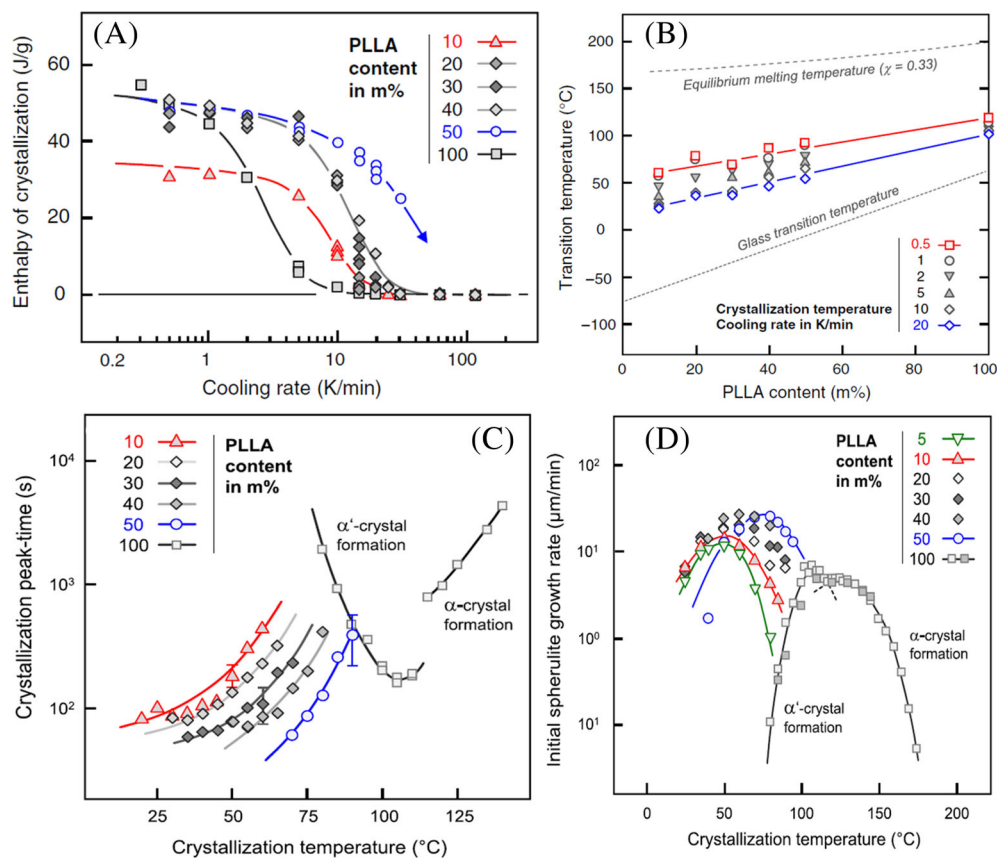 (A)
Enthalpy of crystallization (J/g)
60
40
20
0
0.2
1
10
100
Cooling rate (K/min)
PLLA
content
in m%
10
20
30
40
50
100
(B)
Transition temperature (°C)
200
150
100
50
0
−50
−100
0
20
40
60
80
100
PLLA content (m%)
Equilibrium melting temperature (χ = 0.33)
Glass transition temperature
Crystallization temperature
Cooling rate in K/min
0.5
1
2
5
10
20
(C)
Crystallization peak-time (s)
10⁴
10³
10²
25
50
75
100
125
Crystallization temperature (°C)
10
20
30
40
50
100
PLLA
content
in m%
α'-crystal
formation
α-crystal
formation
(D)
Initial spherulite growth rate (μm/min)
10²
10¹
10⁰
10¹
0
50
100
150
200
Crystallization temperature (°C)
PLLA
content
in m%
5
10
20
30
40
50
100
α-crystal
formation
α'-crystal
formation